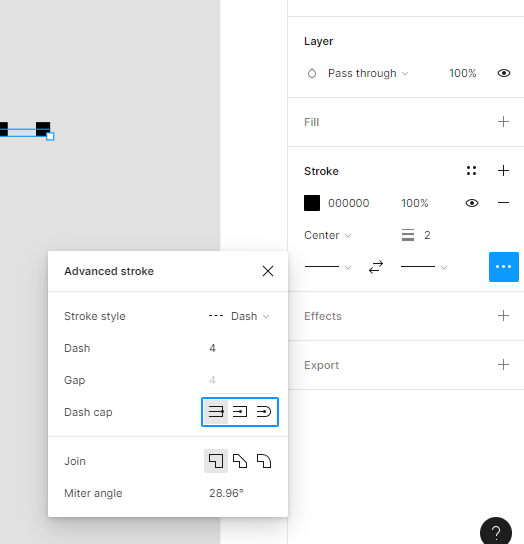 Layer
Pass through 100%
Fill
Stroke
000000 100%
Center 2
Advanced stroke
Stroke style Dash
Effects
Dash 4
Export
Gap 4
Dash cap
Join
Miter angle 28.96°
?